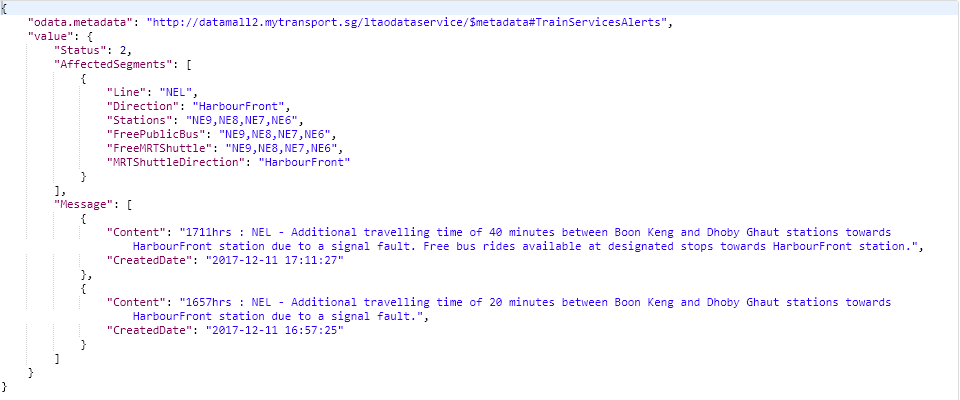 {
    "odata.metadata": "http://datamall2.mytransport.sg/ltaodataservice/$metadata#TrainServicesAlerts",
    "value": {
        "Status": 2,
        "AffectedSegments": [
            {
                "Line": "NEL",
                "Direction": "HarbourFront",
                "Stations": "NE9,NE8,NE7,NE6",
                "FreePublicBus": "NE9,NE8,NE7,NE6",
                "FreeMRTShuttle": "NE9,NE8,NE7,NE6",
                "MRTShuttleDirection": "HarbourFront"
            }
        ],
        "Message": [
            {
                "Content": "1711hrs : NEL - Additional travelling time of 40 minutes between Boon Keng and Dhoby Ghaut stations towards
                    HarbourFront station due to a signal fault. Free bus rides available at designated stops towards HarbourFront station.",
                "CreatedDate": "2017-12-11 17:11:27"
            },
            {
                "Content": "1657hrs : NEL - Additional travelling time of 20 minutes between Boon Keng and Dhoby Ghaut stations towards
                    HarbourFront station due to a signal fault.",
                "CreatedDate": "2017-12-11 16:57:25"
            }
        ]
    }
}